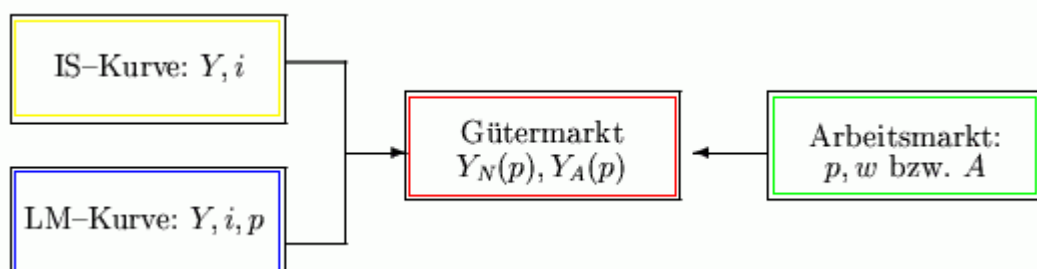 IS–Kurve: Y, i
Gütermarkt
Y_N(p), Y_A(p)
Arbeitsmarkt:
p, w bzw. A
LM–Kurve: Y, i, p